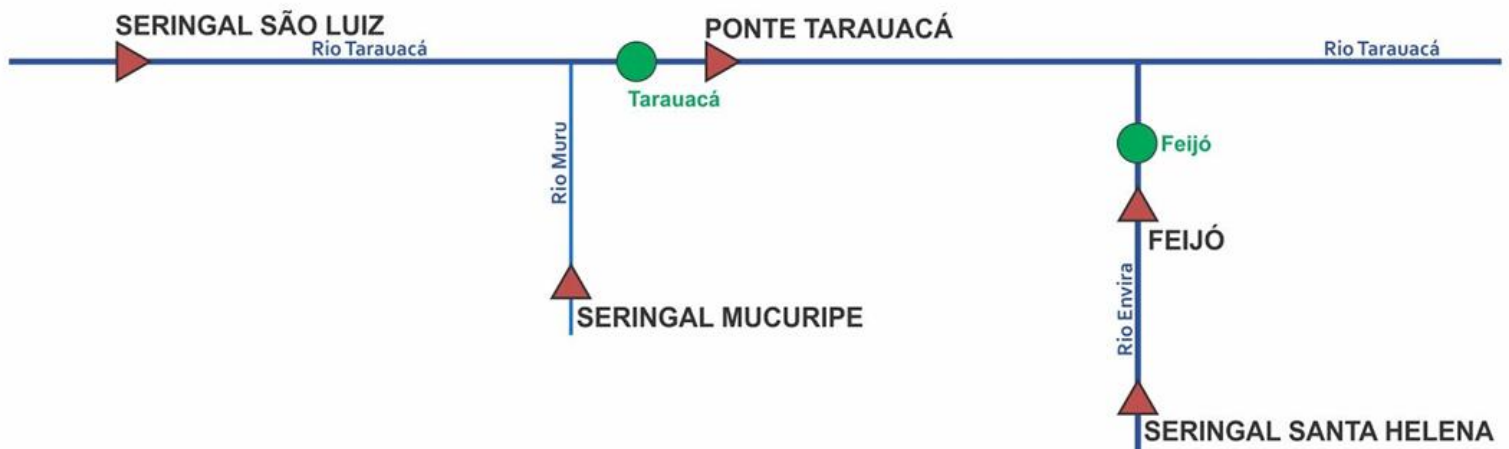 SERINGAL SÃO LUIZ
Rio Tarauacá
PONTE TARAUACÁ
Rio Tarauacá
Tarauacá
Rio Muru
Feijó
FEIJÓ
SERINGAL MUCURIPE
Rio Envira
SERINGAL SANTA HELENA